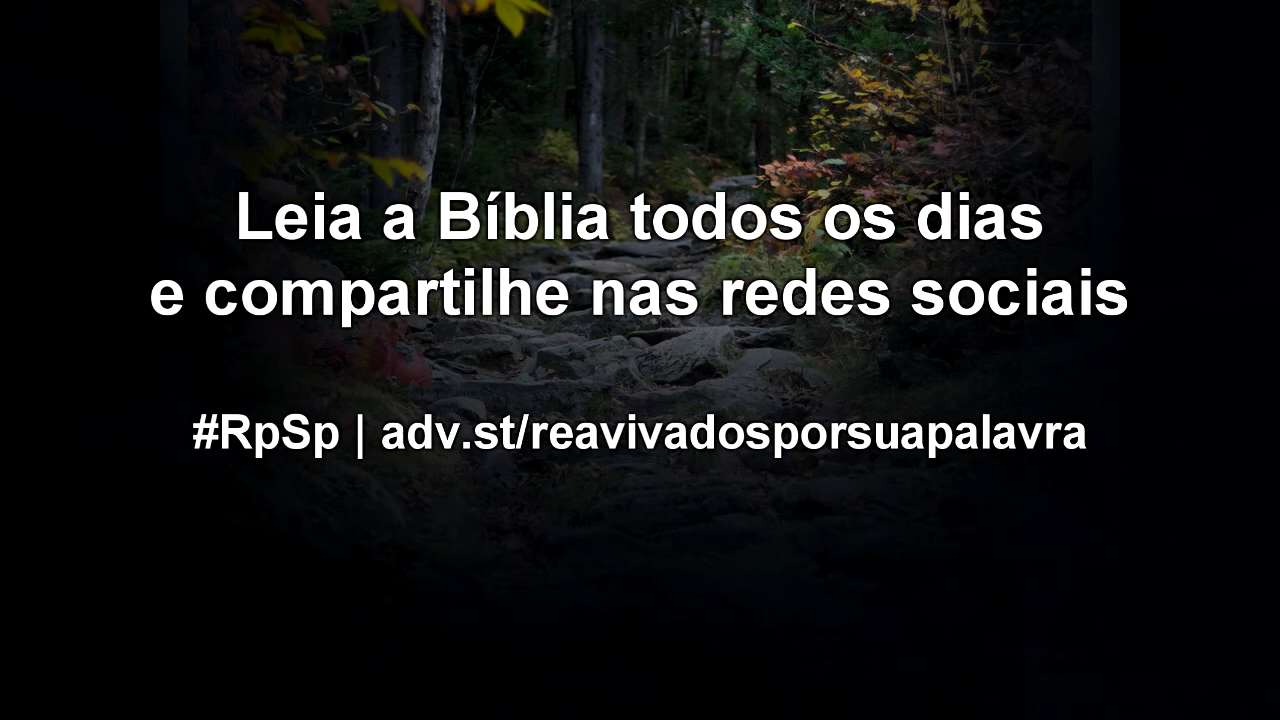 Leia a Bíblia todos os dias
e compartilhe nas redes sociais
#RpSp | adv.st/reavivadosporsuapalavra